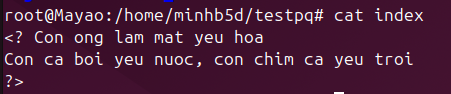 root@Mayao:/home/minhb5d/testpq# cat index
<? Con ong lam mat yeu hoa
Con ca boi yeu nuoc, con chim ca yeu troi
?>